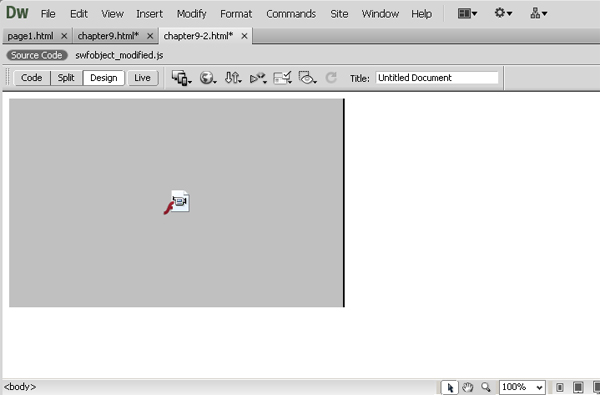 Dw File Edit View Insert Modify Format Commands Site Window Help
page1.html chapter9.html* chapter9-2.html*
Source Code swfobject_modified.js
Code Split Design Live Title: Untitled Document
<body> 100%